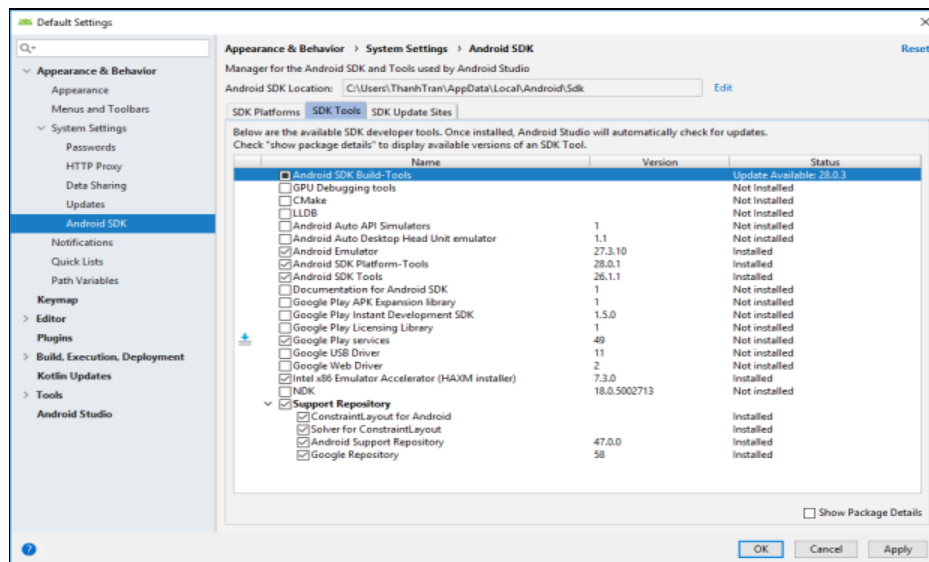 Default Settings
Appearance & Behavior
Appearance
Menus and Toolbars
System Settings
Passwords
HTTP Proxy
Data Sharing
Updates
Android SDK
Notifications
Quick Lists
Path Variables
Keymap
Editor
Plugins
Build, Execution, Deployment
Kotlin Updates
Tools
Android Studio
Appearance & Behavior > System Settings > Android SDK Reset
Manager for the Android SDK and Tools used by Android Studio
Android SDK Location: C:\Users\ThanhTran\AppData\Local\Android\Sdk Edit
SDK Platforms SDK Tools SDK Update Sites
Below are the available SDK developer tools. Once installed, Android Studio will automatically check for updates.
Check "show package details" to display available versions of an SDK Tool.
Name Version Status
Android SDK Build-Tools Update Available: 28.0.3
GPU Debugging tools Not Installed
CMake Not Installed
LLDB Not Installed
Android Auto API Simulators 1 Not installed
Android Auto Desktop Head Unit emulator 1.1 Not installed
Android Emulator 27.3.10 Installed
Android SDK Platform-Tools 28.0.1 Installed
Android SDK Tools 26.1.1 Installed
Documentation for Android SDK 1 Not installed
Google Play APK Expansion library 1 Not installed
Google Play Instant Development SDK 1.5.0 Not installed
Google Play Licensing Library 1 Not installed
Google Play services 49 Not installed
Google USB Driver 11 Not installed
Google Web Driver 2 Not installed
Intel x86 Emulator Accelerator (HAXM installer) 7.3.0 Installed
NDK 18.0.5002713 Not installed
Support Repository
ConstraintLayout for Android Installed
Solver for ConstraintLayout Installed
Android Support Repository 47.0.0 Installed
Google Repository 58 Installed
Show Package Details
OK Cancel Apply